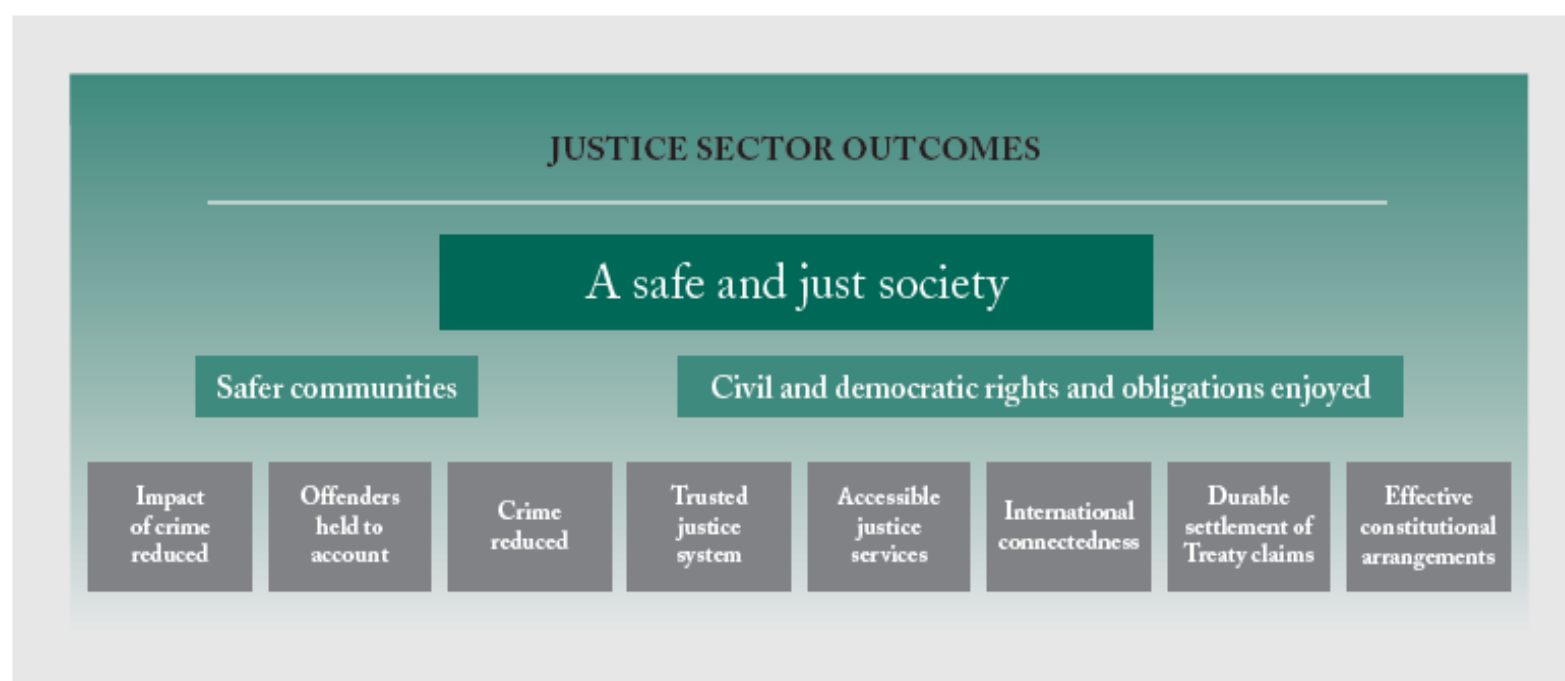 JUSTICE SECTOR OUTCOMES
A safe and just society
Safer communities
Civil and democratic rights and obligations enjoyed
Impact
of crime
reduced
Offenders
held to
account
Crime
reduced
Trusted
justice
system
Accessible
justice
services
International
connectedness
Durable
settlement of
Treaty claims
Effective
constitutional
arrangements